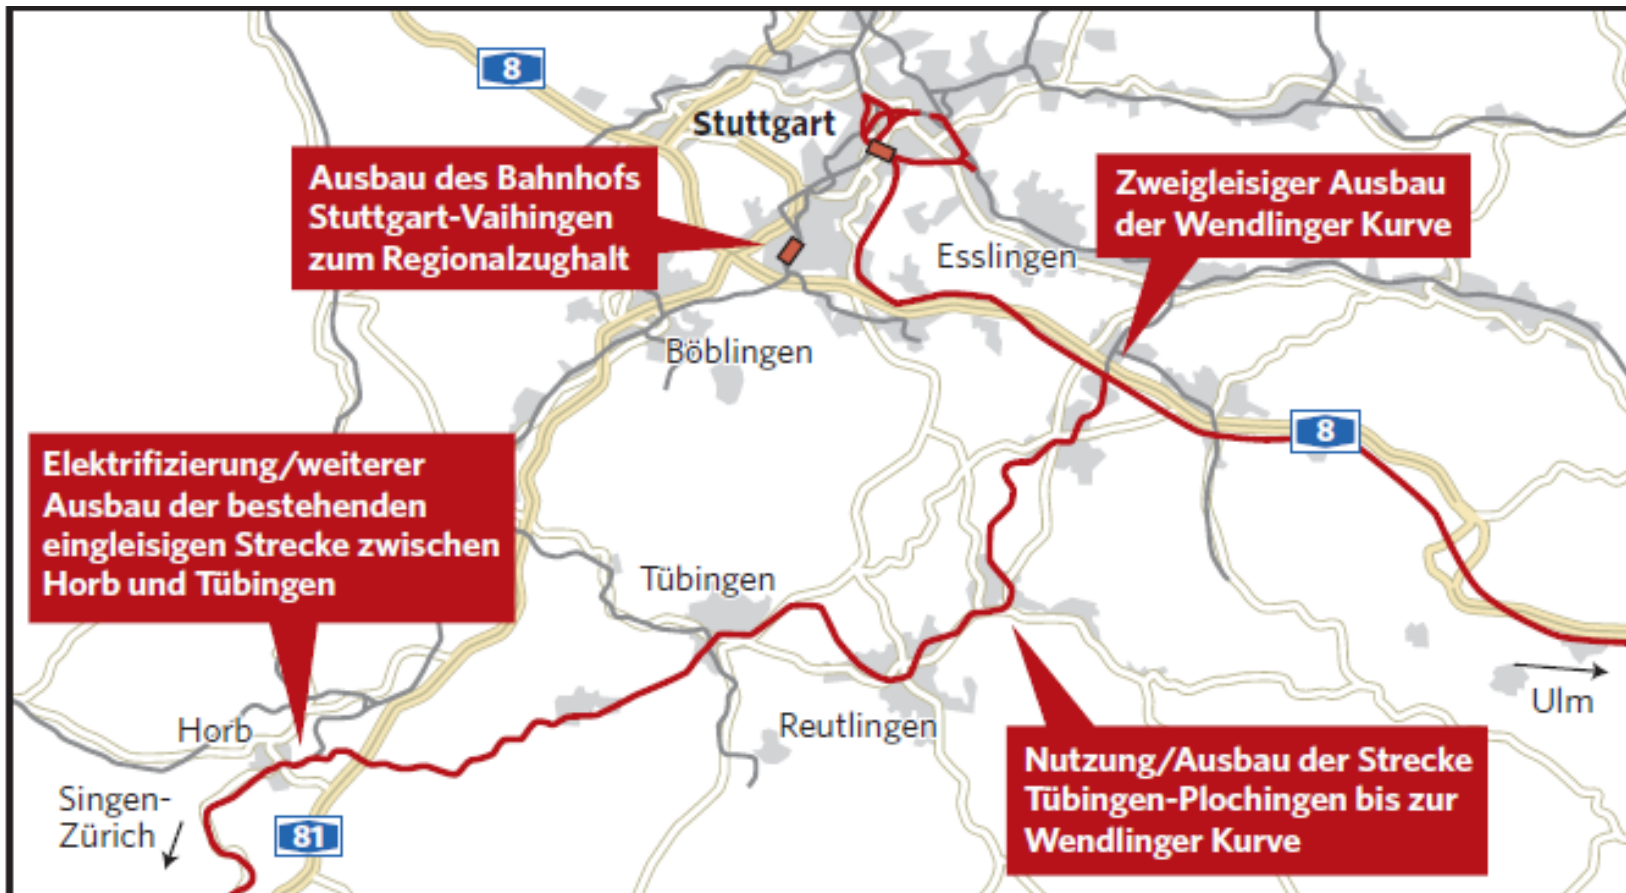 8
Stuttgart
Ausbau des Bahnhofs
Stuttgart-Vaihingen
zum Regionalzughalt
Zweigleisiger Ausbau
der Wendlinger Kurve
Esslingen
Böblingen
8
Elektrifizierung/weiterer
Ausbau der bestehenden
eingleisigen Strecke zwischen
Horb und Tübingen
Tübingen
Ulm
Horb
Reutlingen
Nutzung/Ausbau der Strecke
Tübingen-Plochingen bis zur
Wendlinger Kurve
Singen-
Zürich
81